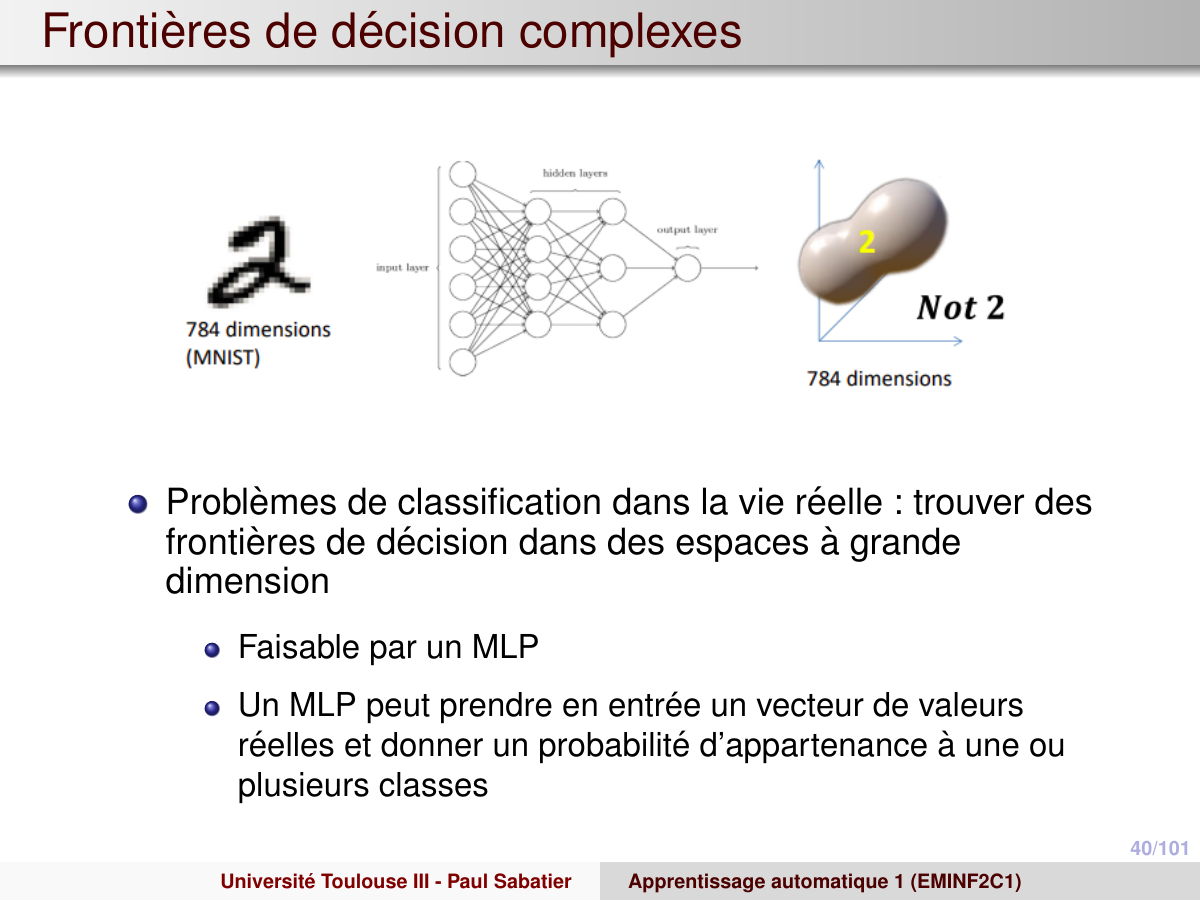 Frontières de décision complexes
hidden layers
output layer
input layer
784 dimensions
(MNIST)
2
Not 2
784 dimensions
Problèmes de classification dans la vie réelle : trouver des
frontières de décision dans des espaces à grande
dimension
Faisable par un MLP
Un MLP peut prendre en entrée un vecteur de valeurs
réelles et donner un probabilité d'appartenance à une ou
plusieurs classes
40/101
Université Toulouse III - Paul Sabatier
Apprentissage automatique 1 (EMINF2C1)